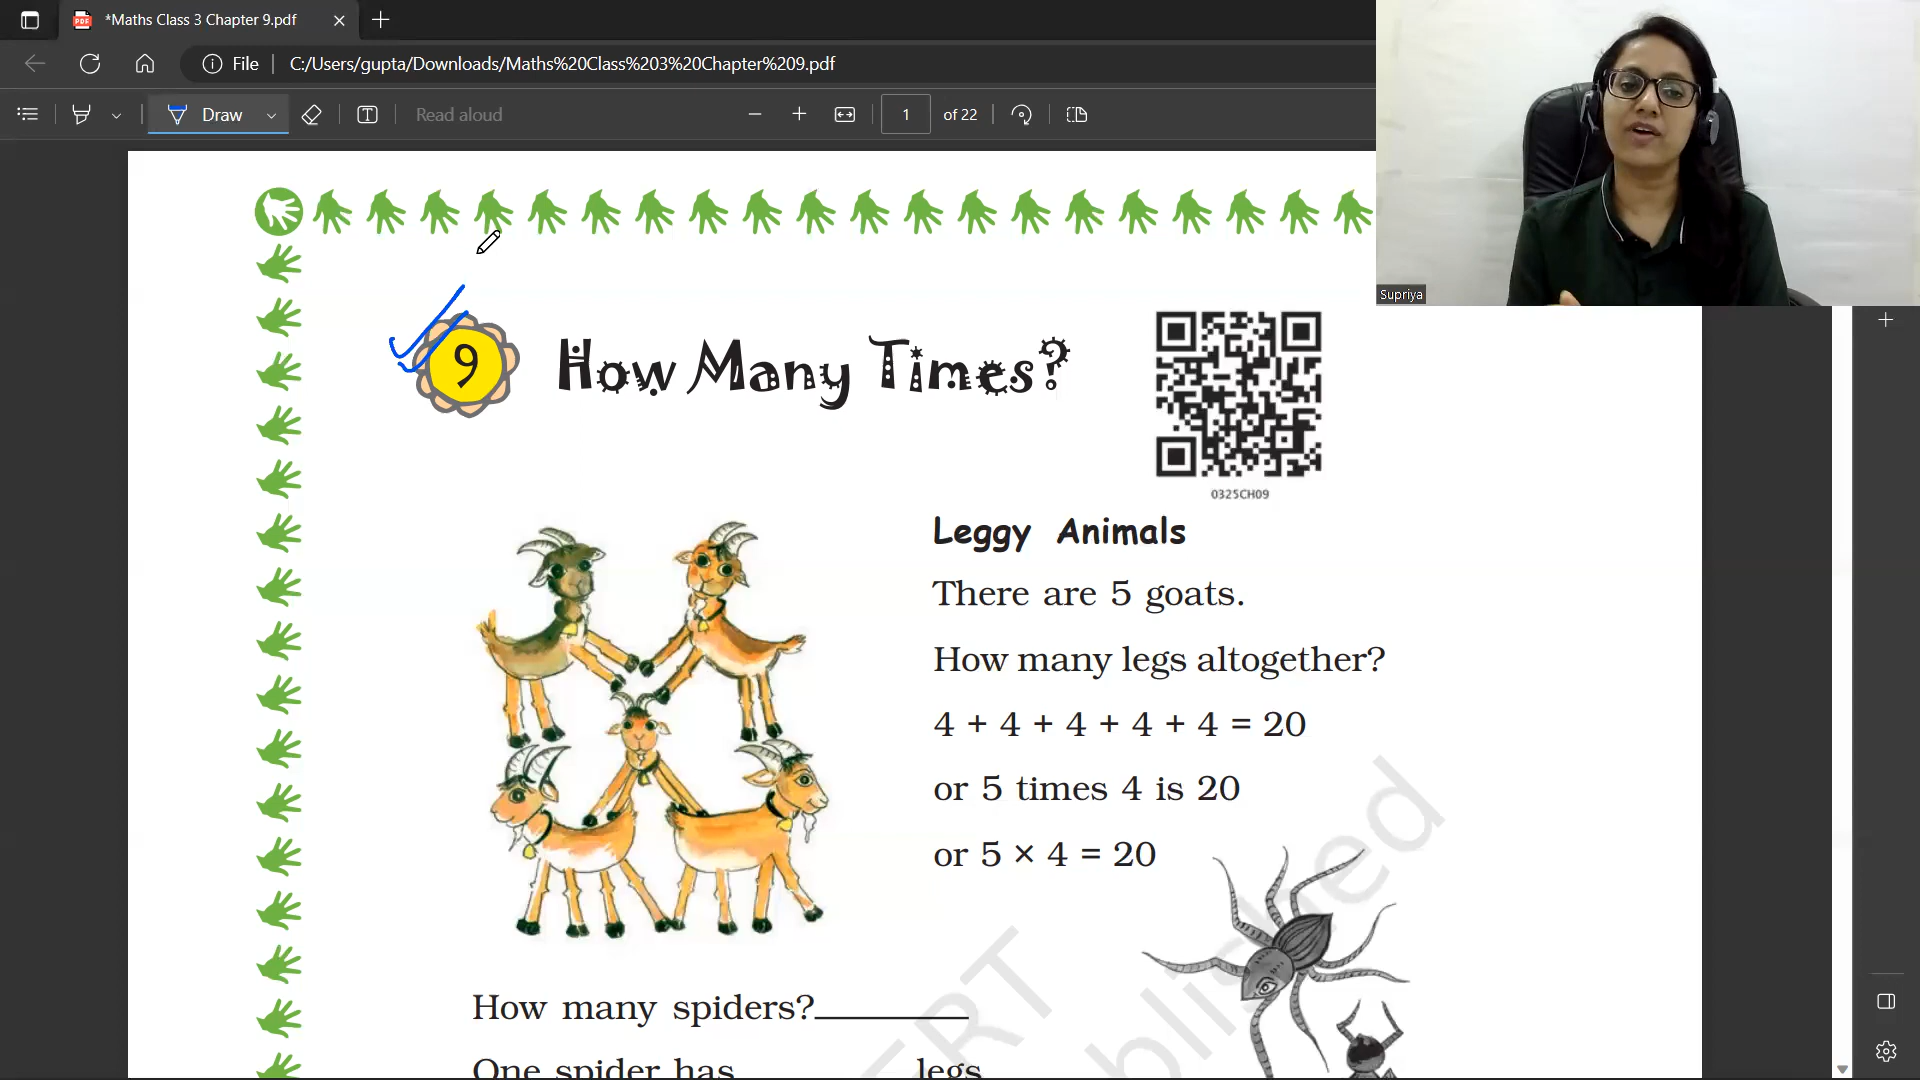 *Maths Class 3 Chapter 9.pdf
File C:/Users/gupta/Downloads/Maths%20Class%203%20Chapter%209.pdf
Draw Read aloud 1 of 22
Supriya
9 How Many Times?
0325CH09
Leggy Animals
There are 5 goats.
How many legs altogether?
4 + 4 + 4 + 4 + 4 = 20
or 5 times 4 is 20
or 5 × 4 = 20
How many spiders?
One spider has legs
ERT
blished